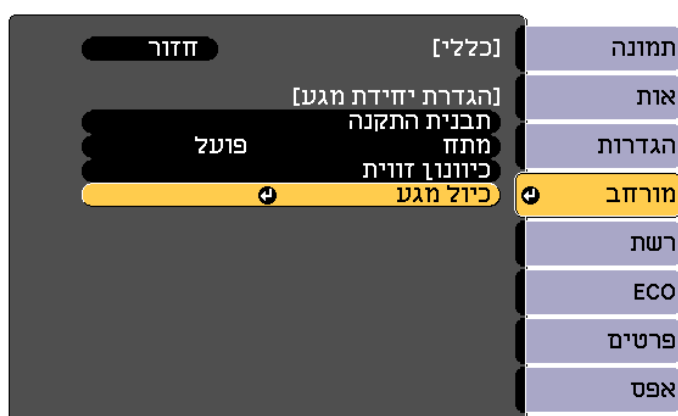 תמונה
אות
הגדרות
מורחב
רשת
ECO
פרטים
אפס
[כללי] חזור
[הגדרת יחידת מגע]
תבנית התקנה
מתח פועל
כיוונון זווית
כיול מגע